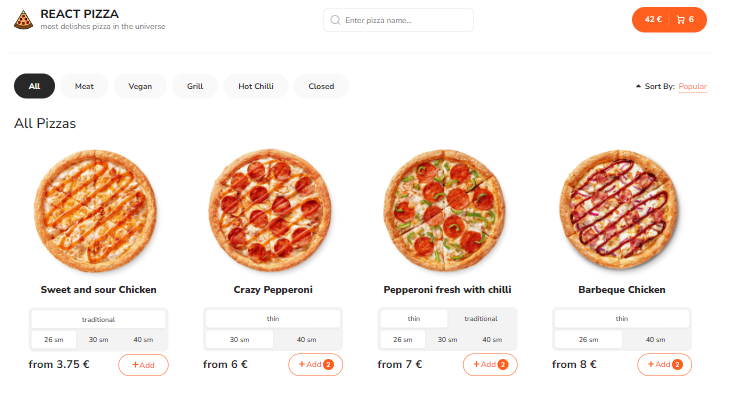 REACT PIZZA
most delishes pizza in the universe
Enter pizza name...
42 € 6
All Meat Vegan Grill Hot Chilli Closed
Sort By: Popular
All Pizzas
Sweet and sour Chicken
traditional
26 sm 30 sm 40 sm
from 3.75 € +Add
Crazy Pepperoni
thin
30 sm 40 sm
from 6 € +Add 2
Pepperoni fresh with chilli
thin traditional
26 sm 30 sm 40 sm
from 7 € +Add 2
Barbeque Chicken
thin
26 sm 40 sm
from 8 € +Add 2